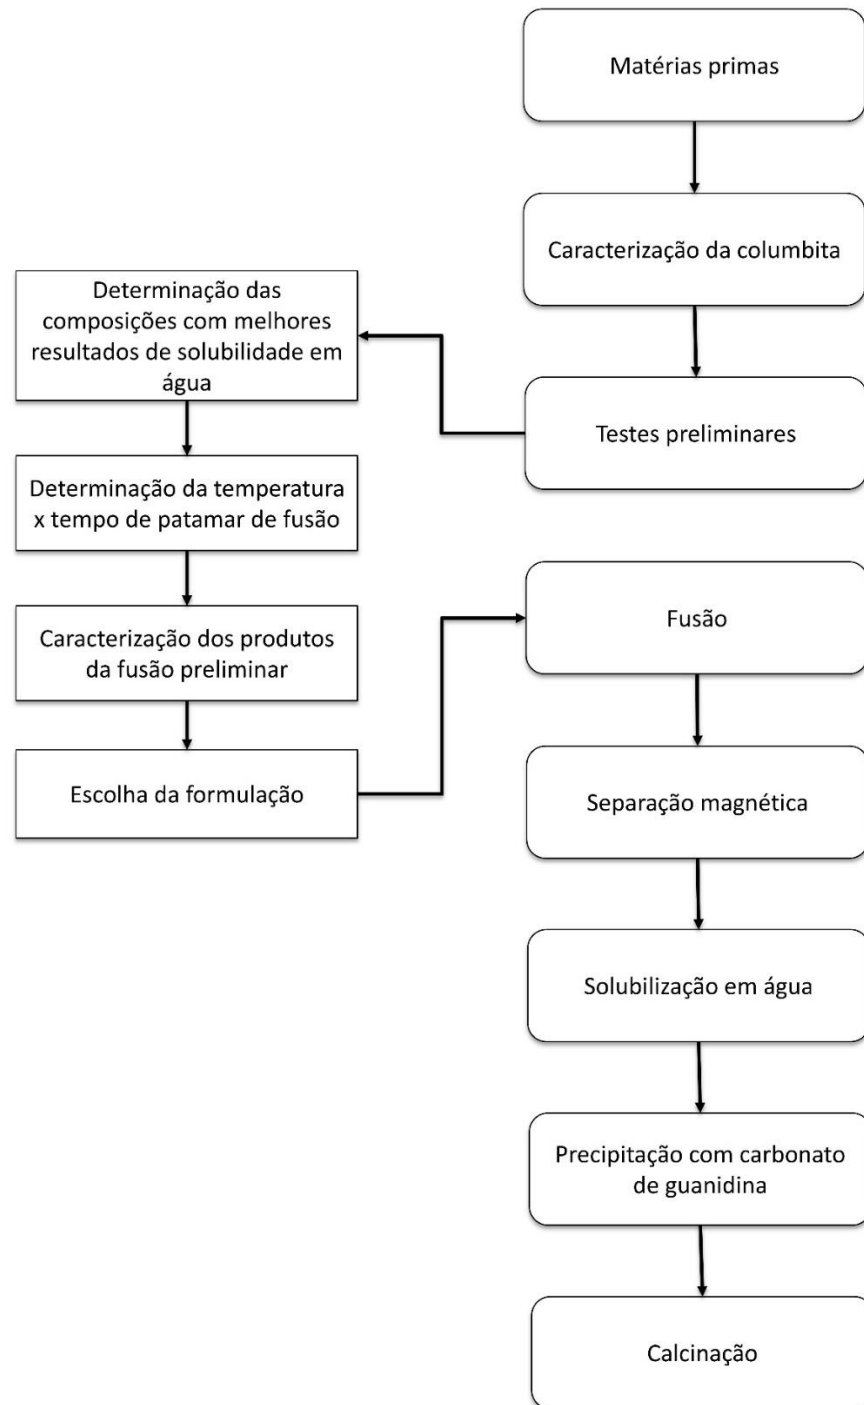 Matérias primas
Caracterização da columbita
Testes preliminares
Determinação das
composições com melhores
resultados de solubilidade em
água
Determinação da temperatura
x tempo de patamar de fusão
Caracterização dos produtos
da fusão preliminar
Escolha da formulação
Fusão
Separação magnética
Solubilização em água
Precipitação com carbonato
de guanidina
Calcinação